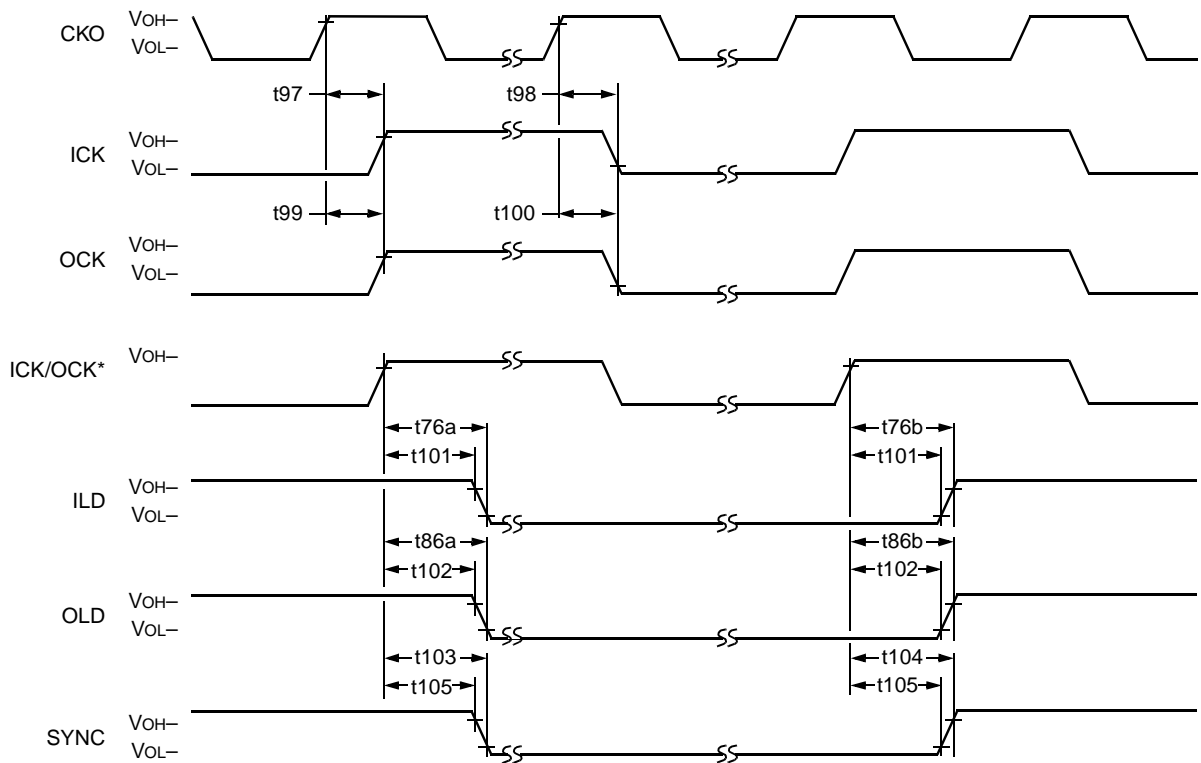 CKO
VOH–
VOL–
t97
t98
ICK
VOH–
VOL–
t99
t100
OCK
VOH–
VOL–
ICK/OCK*
VOH–
t76a
t76b
t101
t101
ILD
VOH–
VOL–
t86a
t86b
t102
t102
OLD
VOH–
VOL–
t103
t104
t105
t105
SYNC
VOH–
VOL–